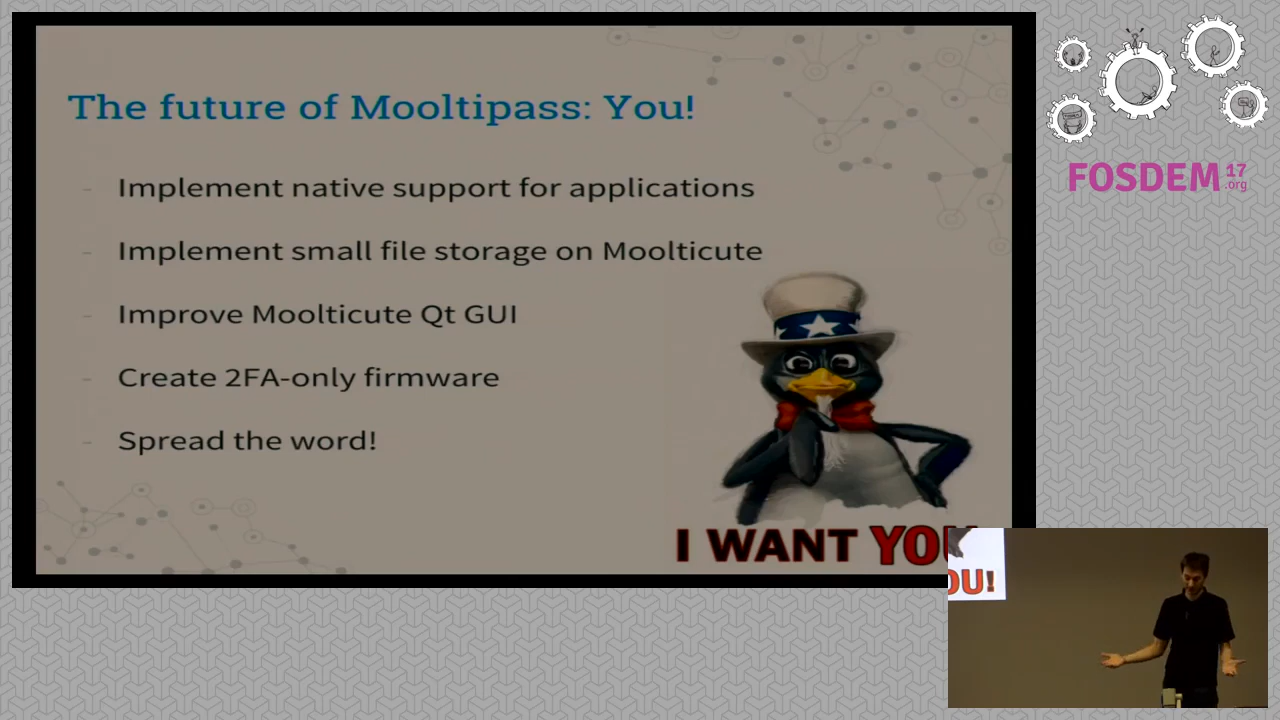 The future of Mooltipass: You!
- Implement native support for applications
- Implement small file storage on Moolticute
- Improve Moolticute Qt GUI
- Create 2FA-only firmware
- Spread the word!
I WANT YOU
OU!
FOSDEM 17
.org